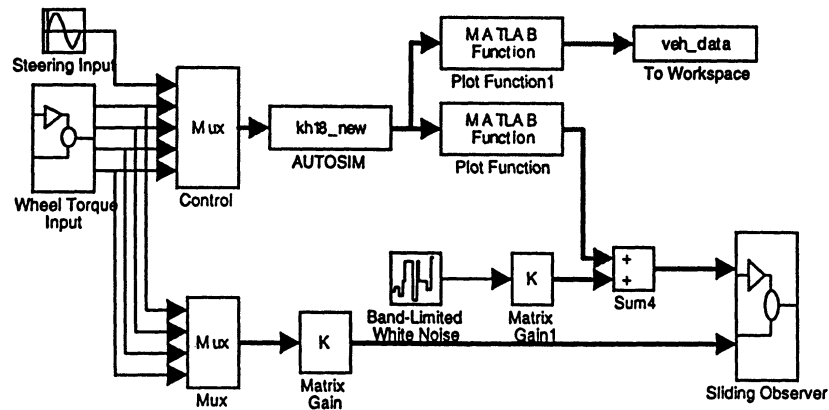 Steering Input
Wheel Torque
Input
Mux
Control
kh18_new
AUTOSIM
MATLAB
Function
Plot Function1
veh_data
To Workspace
MATLAB
Function
Plot Function
Band-Limited
White Noise
K
Matrix
Gain1
+
+
Sum4
Mux
Mux
K
Matrix
Gain
Sliding Observer